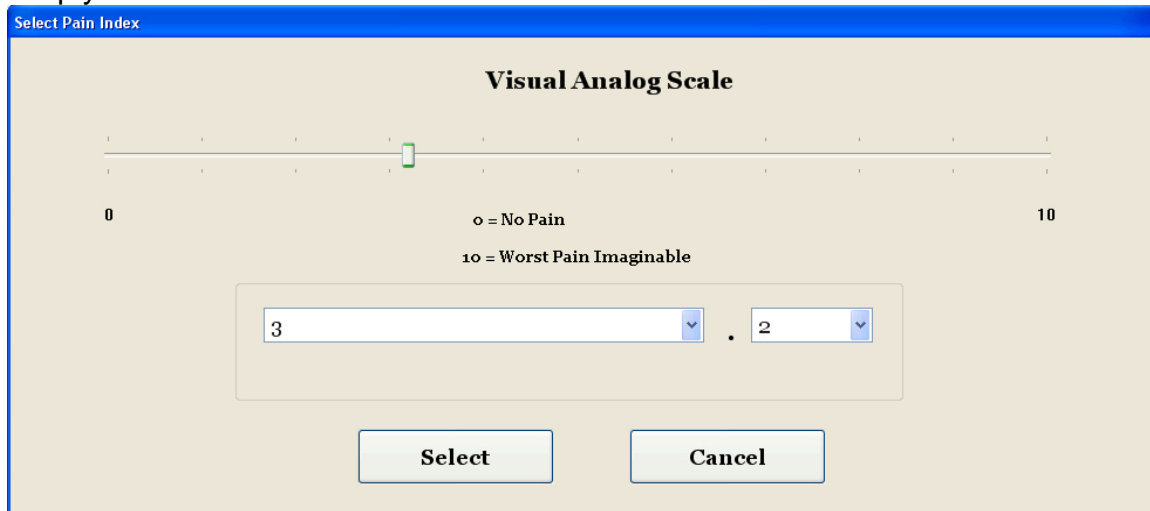 Select Pain Index
Visual Analog Scale
0 10
0 = No Pain
10 = Worst Pain Imaginable
3 . 2
Select Cancel